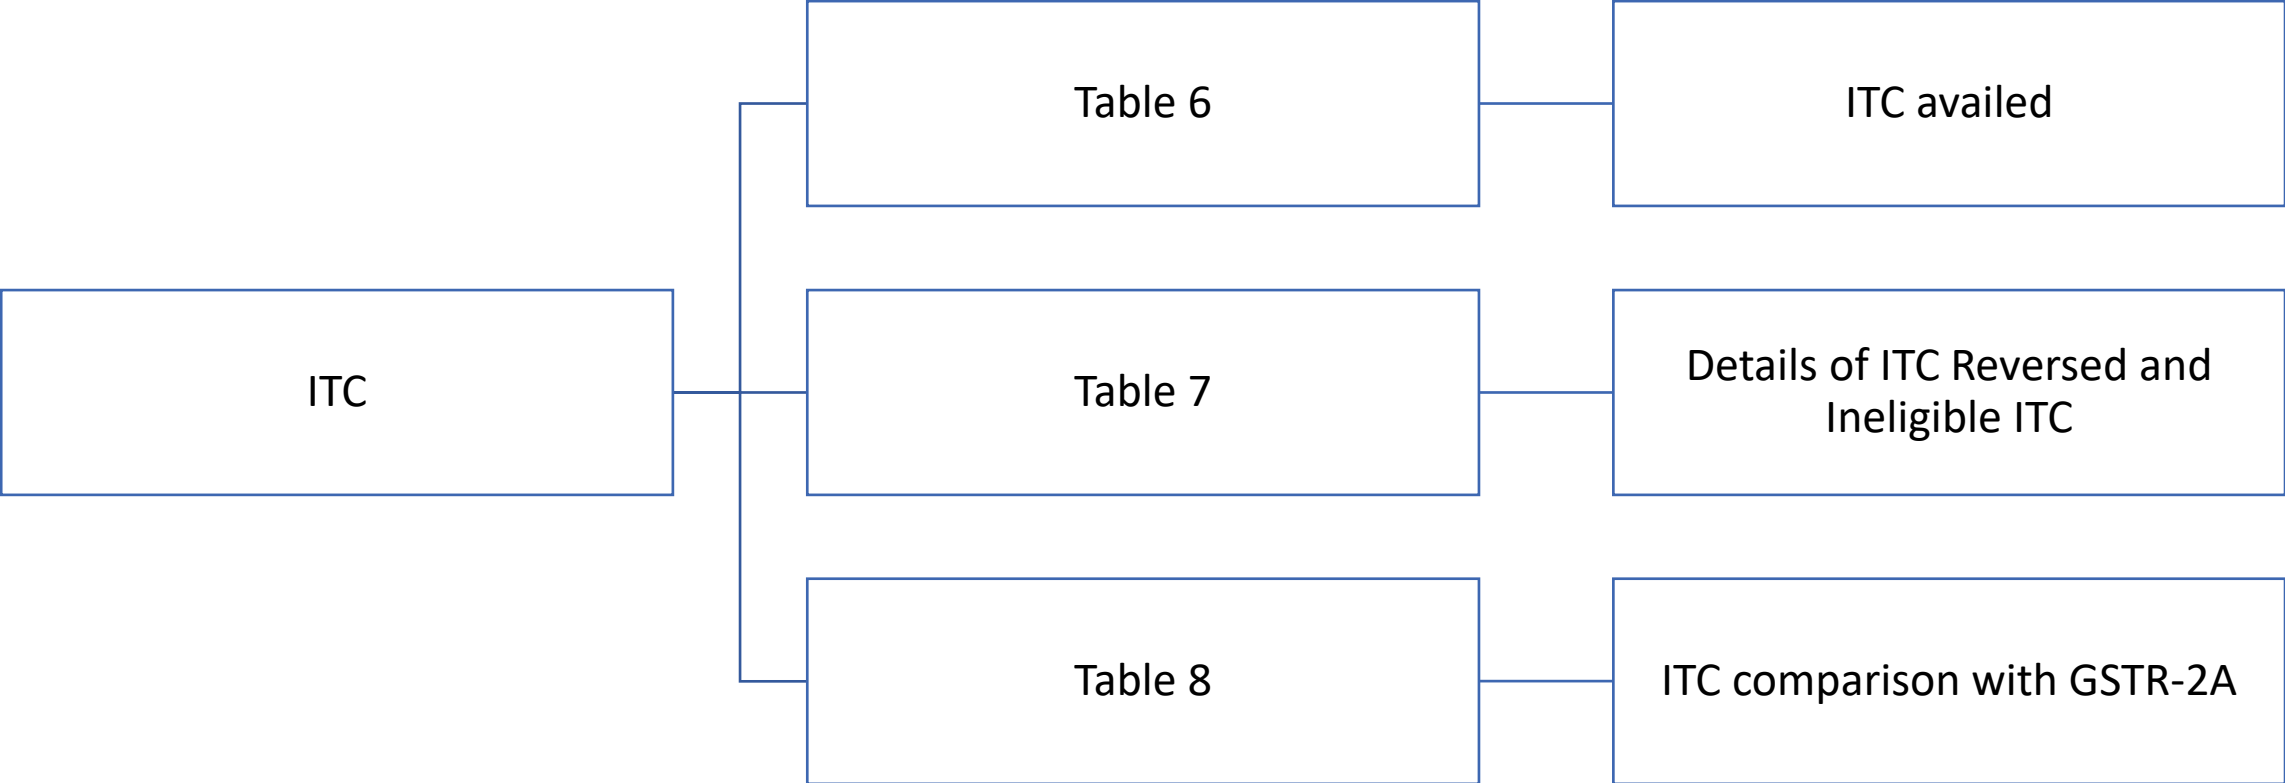 Table 6
ITC availed
ITC
Table 7
Details of ITC Reversed and
Ineligible ITC
Table 8
ITC comparison with GSTR-2A